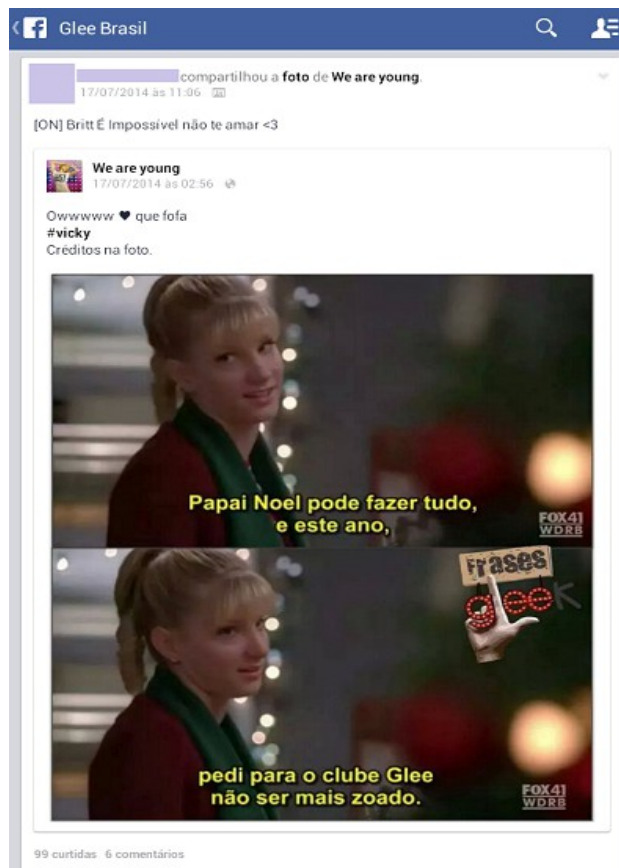 Glee Brasil
compartilhou a foto de We are young.
17/07/2014 às 11:06
[ON] Britt É Impossível não te amar <3
We are young
17/07/2014 às 02:56
Owwwww ♥ que fofa
#vicky
Créditos na foto.
Papai Noel pode fazer tudo,
e este ano,
FOX41
WDRB
Frases
gleeK
pedi para o clube Glee
não ser mais zoado.
FOX41
WDRB
99 curtidas 6 comentários